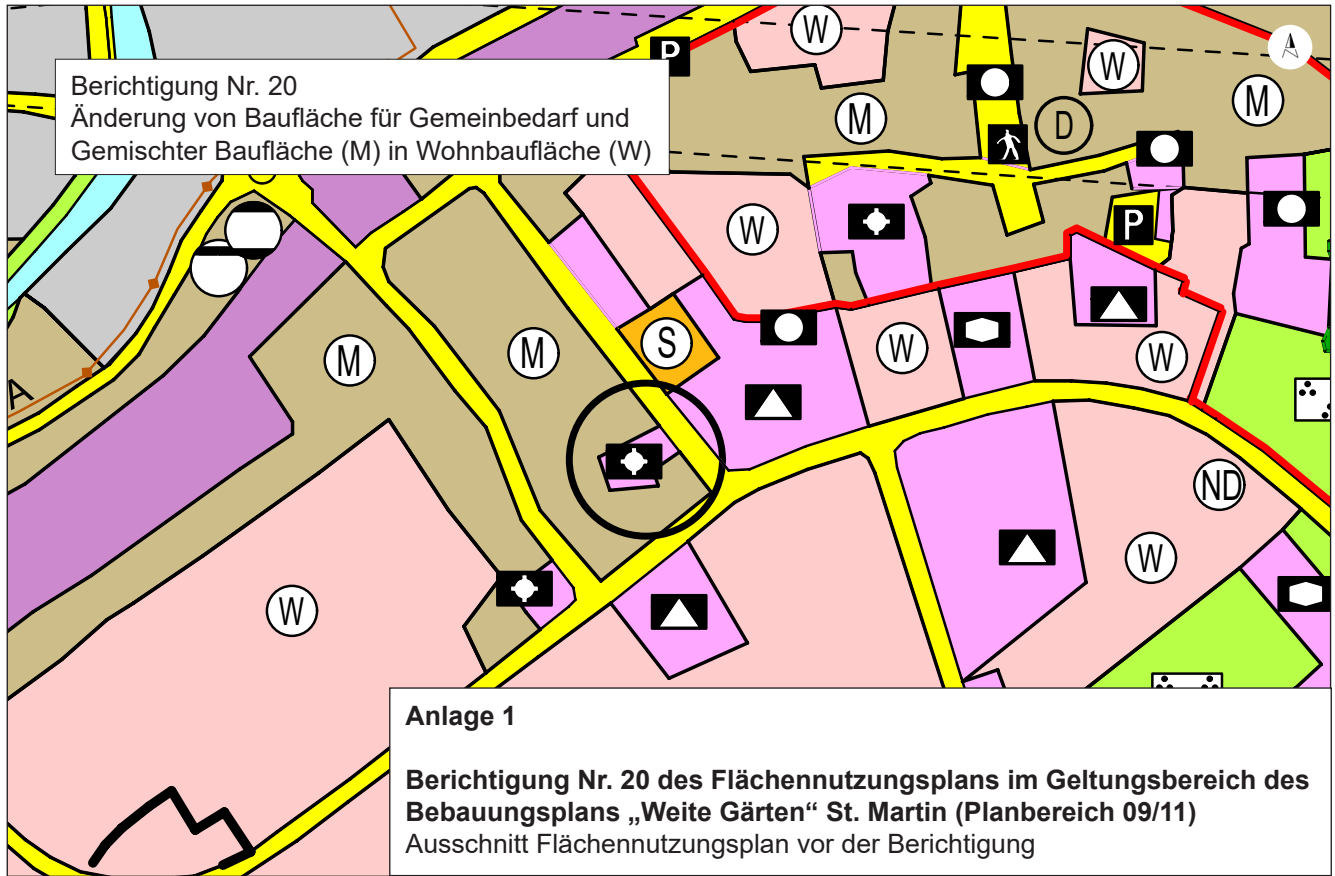 Berichtigung Nr. 20
Änderung von Baufläche für Gemeinbedarf und
Gemischter Baufläche (M) in Wohnbaufläche (W)
P
W
W
M
M
D
W
P
M
M
S
W
W
ND
W
W
A
Anlage 1
Berichtigung Nr. 20 des Flächennutzungsplans im Geltungsbereich des
Bebauungsplans „Weite Gärten“ St. Martin (Planbereich 09/11)
Ausschnitt Flächennutzungsplan vor der Berichtigung